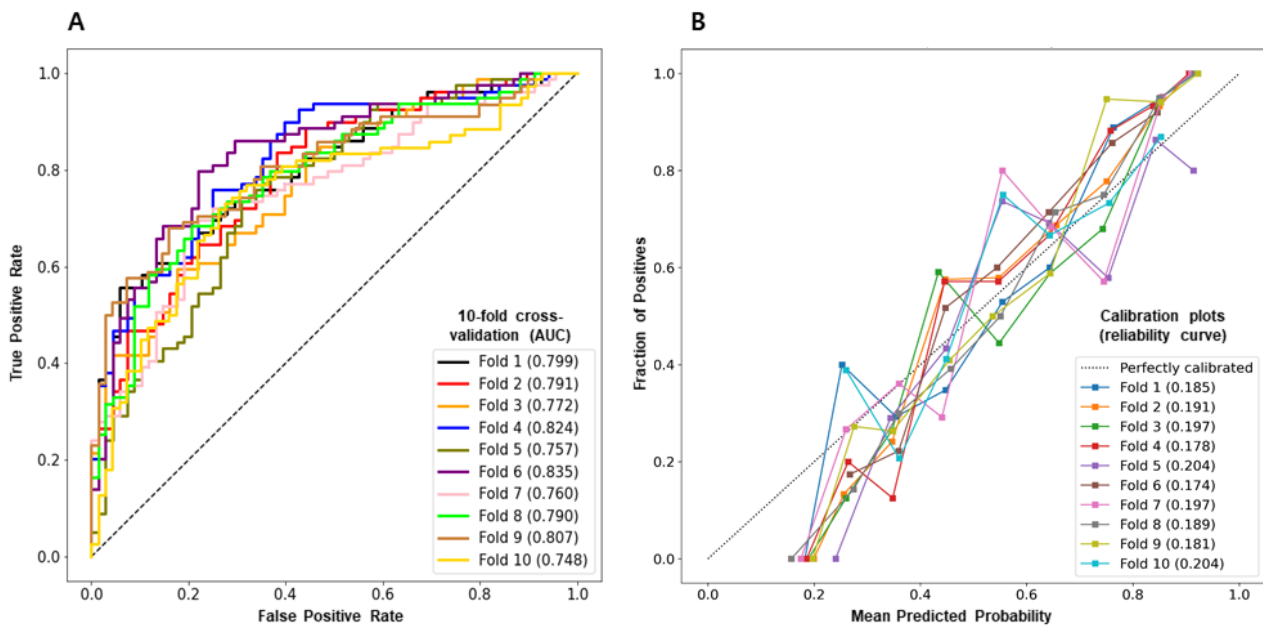 A
True Positive Rate
1.0
0.8
0.6
0.4
0.2
0.0
0.0
0.2
0.4
0.6
0.8
1.0
False Positive Rate
10-fold cross-
validation (AUC)
Fold 1 (0.799)
Fold 2 (0.791)
Fold 3 (0.772)
Fold 4 (0.824)
Fold 5 (0.757)
Fold 6 (0.835)
Fold 7 (0.760)
Fold 8 (0.790)
Fold 9 (0.807)
Fold 10 (0.748)
B
Fraction of Positives
1.0
0.8
0.6
0.4
0.2
0.0
0.0
0.2
0.4
0.6
0.8
1.0
Mean Predicted Probability
Calibration plots
(reliability curve)
Perfectly calibrated
Fold 1 (0.185)
Fold 2 (0.191)
Fold 3 (0.197)
Fold 4 (0.178)
Fold 5 (0.204)
Fold 6 (0.174)
Fold 7 (0.197)
Fold 8 (0.189)
Fold 9 (0.181)
Fold 10 (0.204)